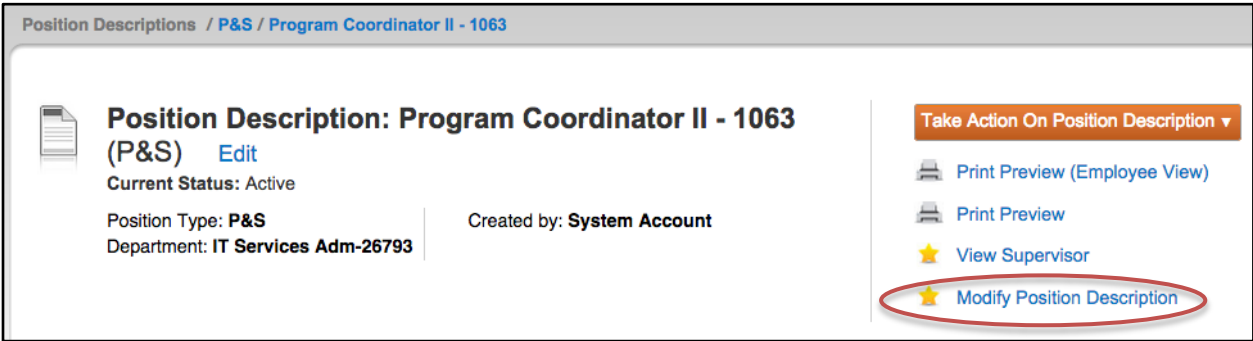 Position Descriptions / P&S / Program Coordinator II - 1063
Position Description: Program Coordinator II - 1063
(P&S) Edit
Current Status: Active
Position Type: P&S
Department: IT Services Adm-26793
Created by: System Account
Take Action On Position Description ▾
Print Preview (Employee View)
Print Preview
View Supervisor
Modify Position Description